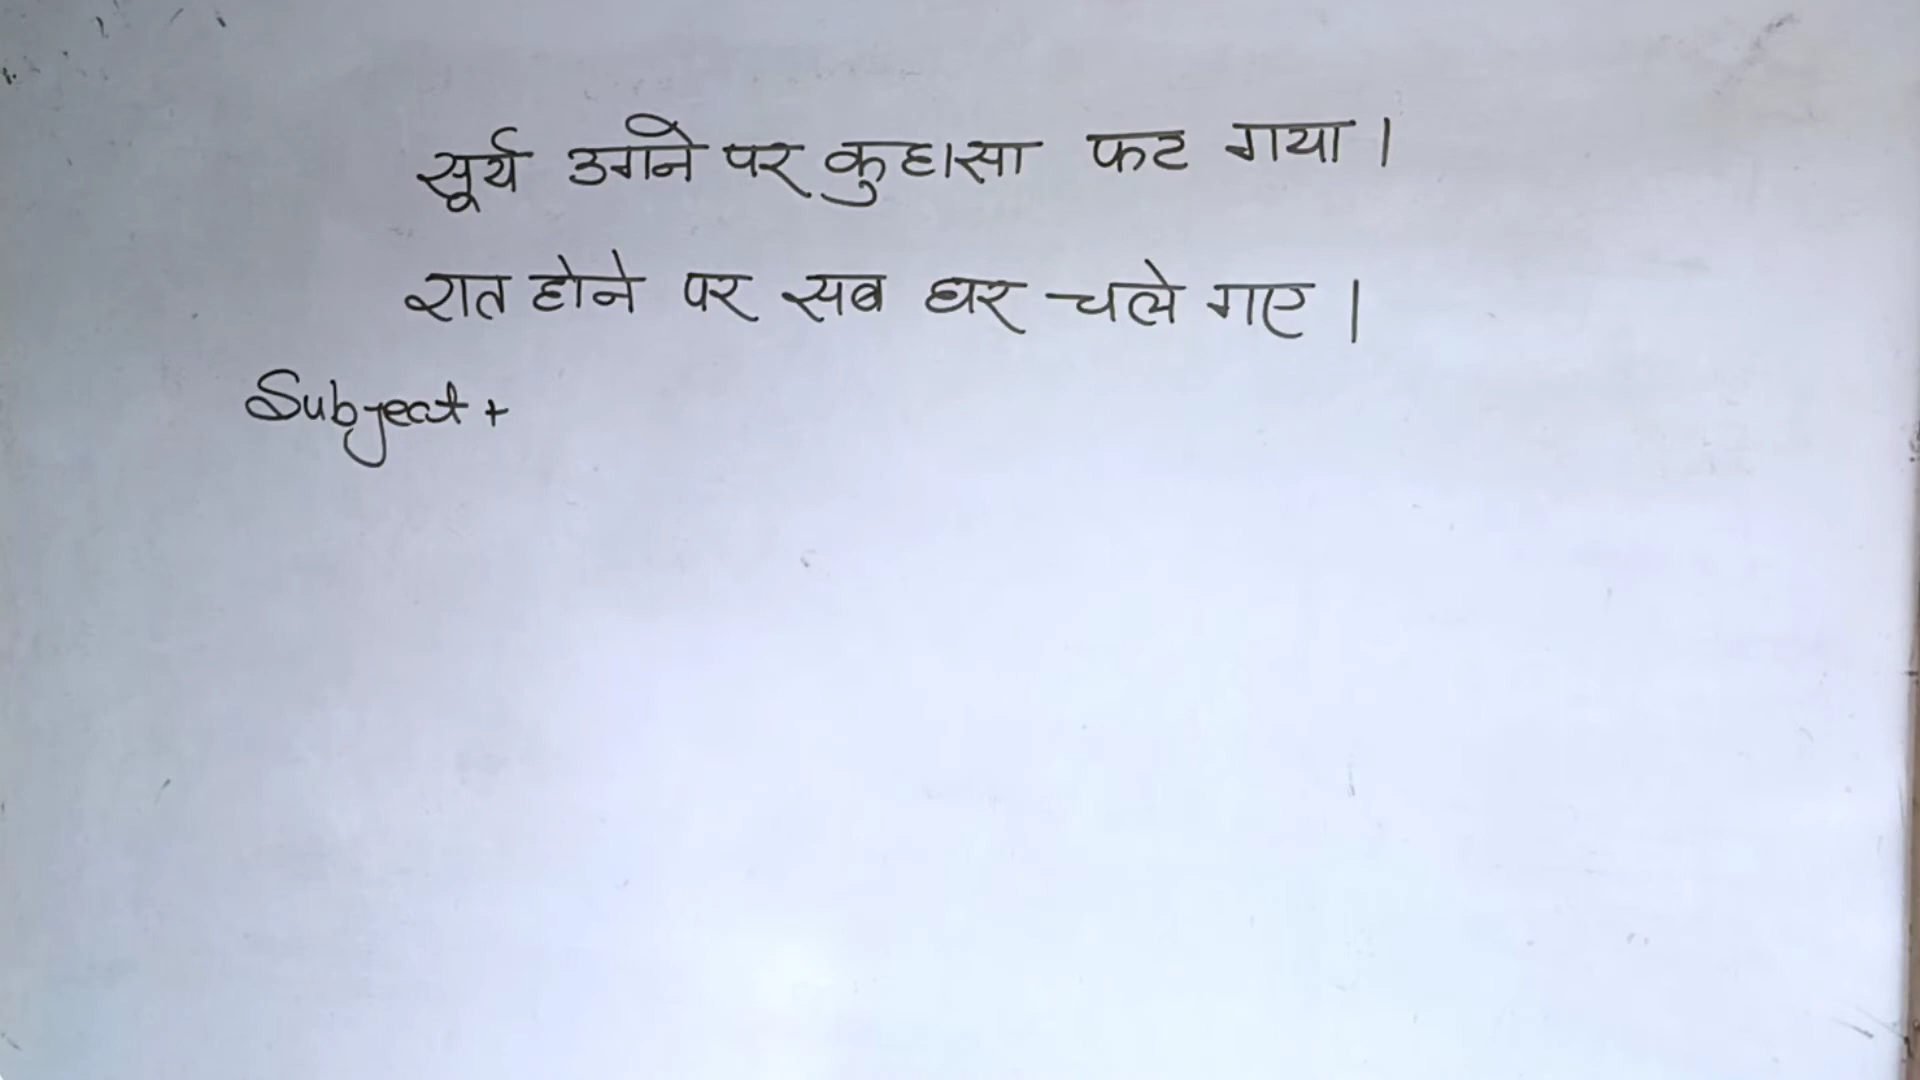 सूर्य उगने पर कुहासा फट गया।
रात होने पर सब घर चले गए।
Subject +